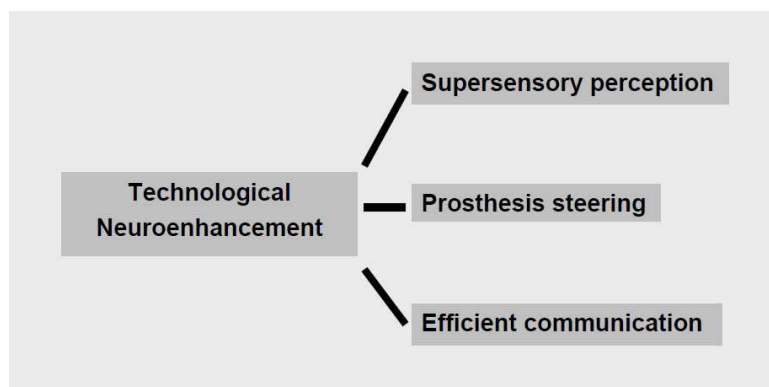 Supersensory perception
Technological
Neuroenhancement
Prosthesis steering
Efficient communication